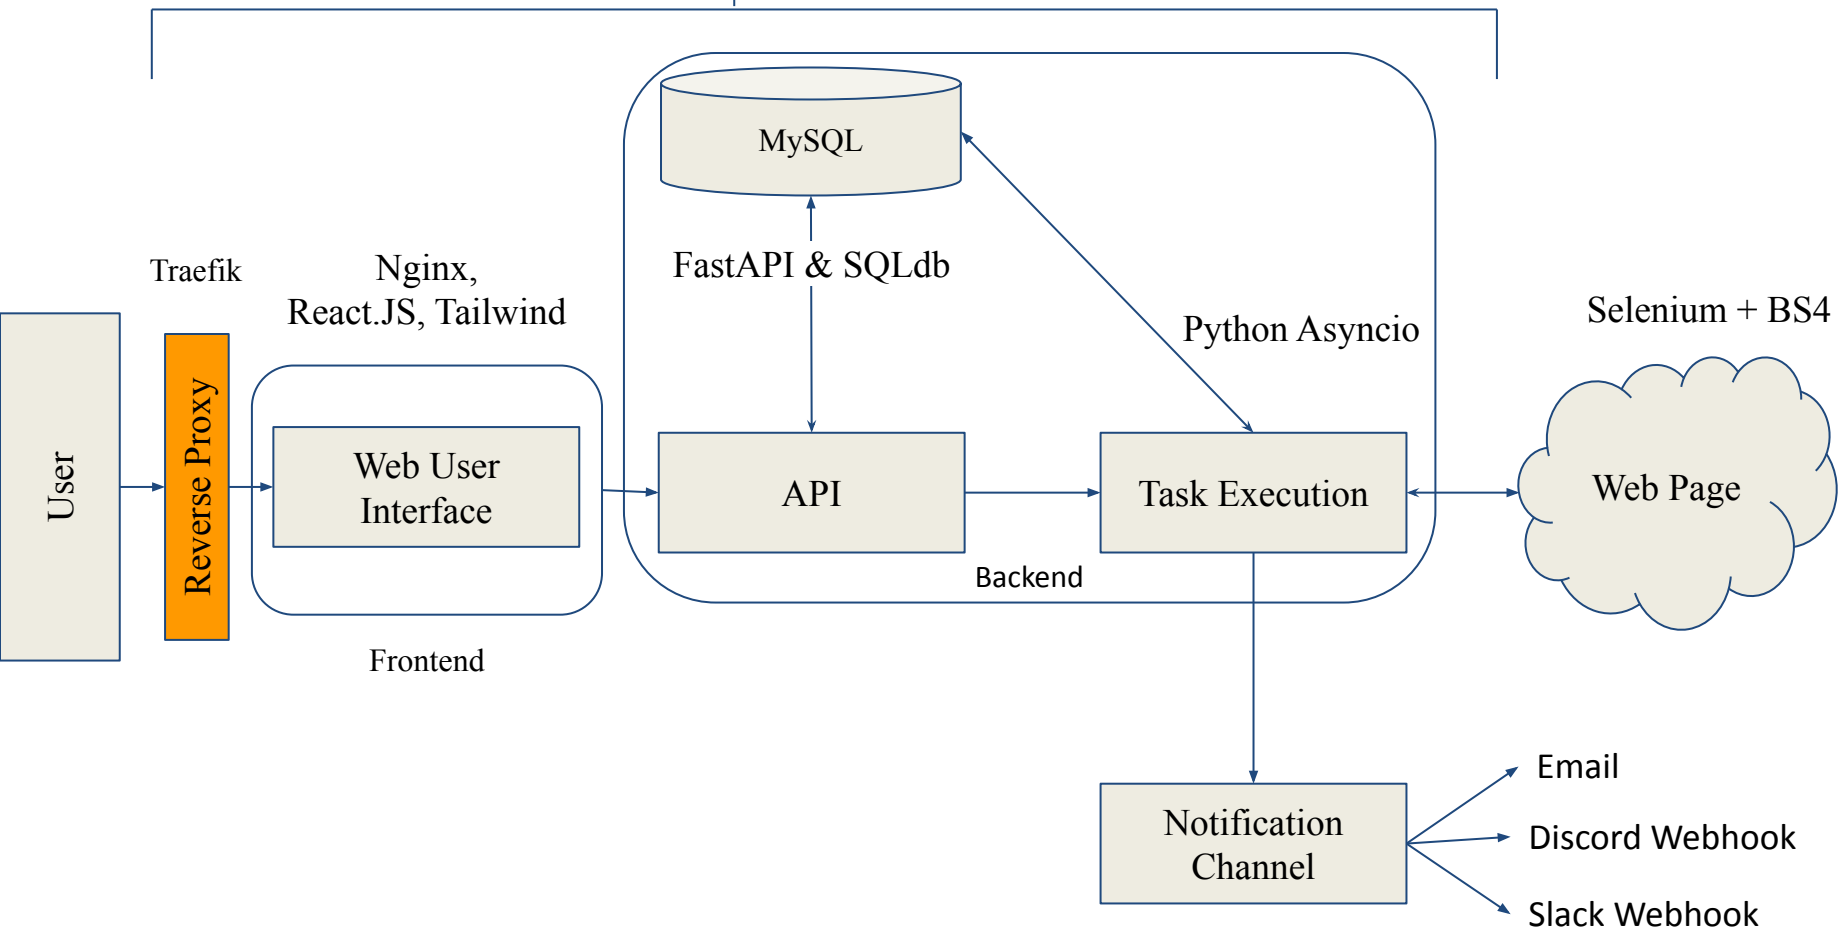 MySQL
FastAPI & SQLdb
Traefik
Nginx,
React.JS, Tailwind
Python Asyncio
Selenium + BS4
User
Reverse Proxy
Web User
Interface
API
Task Execution
Web Page
Backend
Frontend
Notification
Channel
Email
Discord Webhook
Slack Webhook